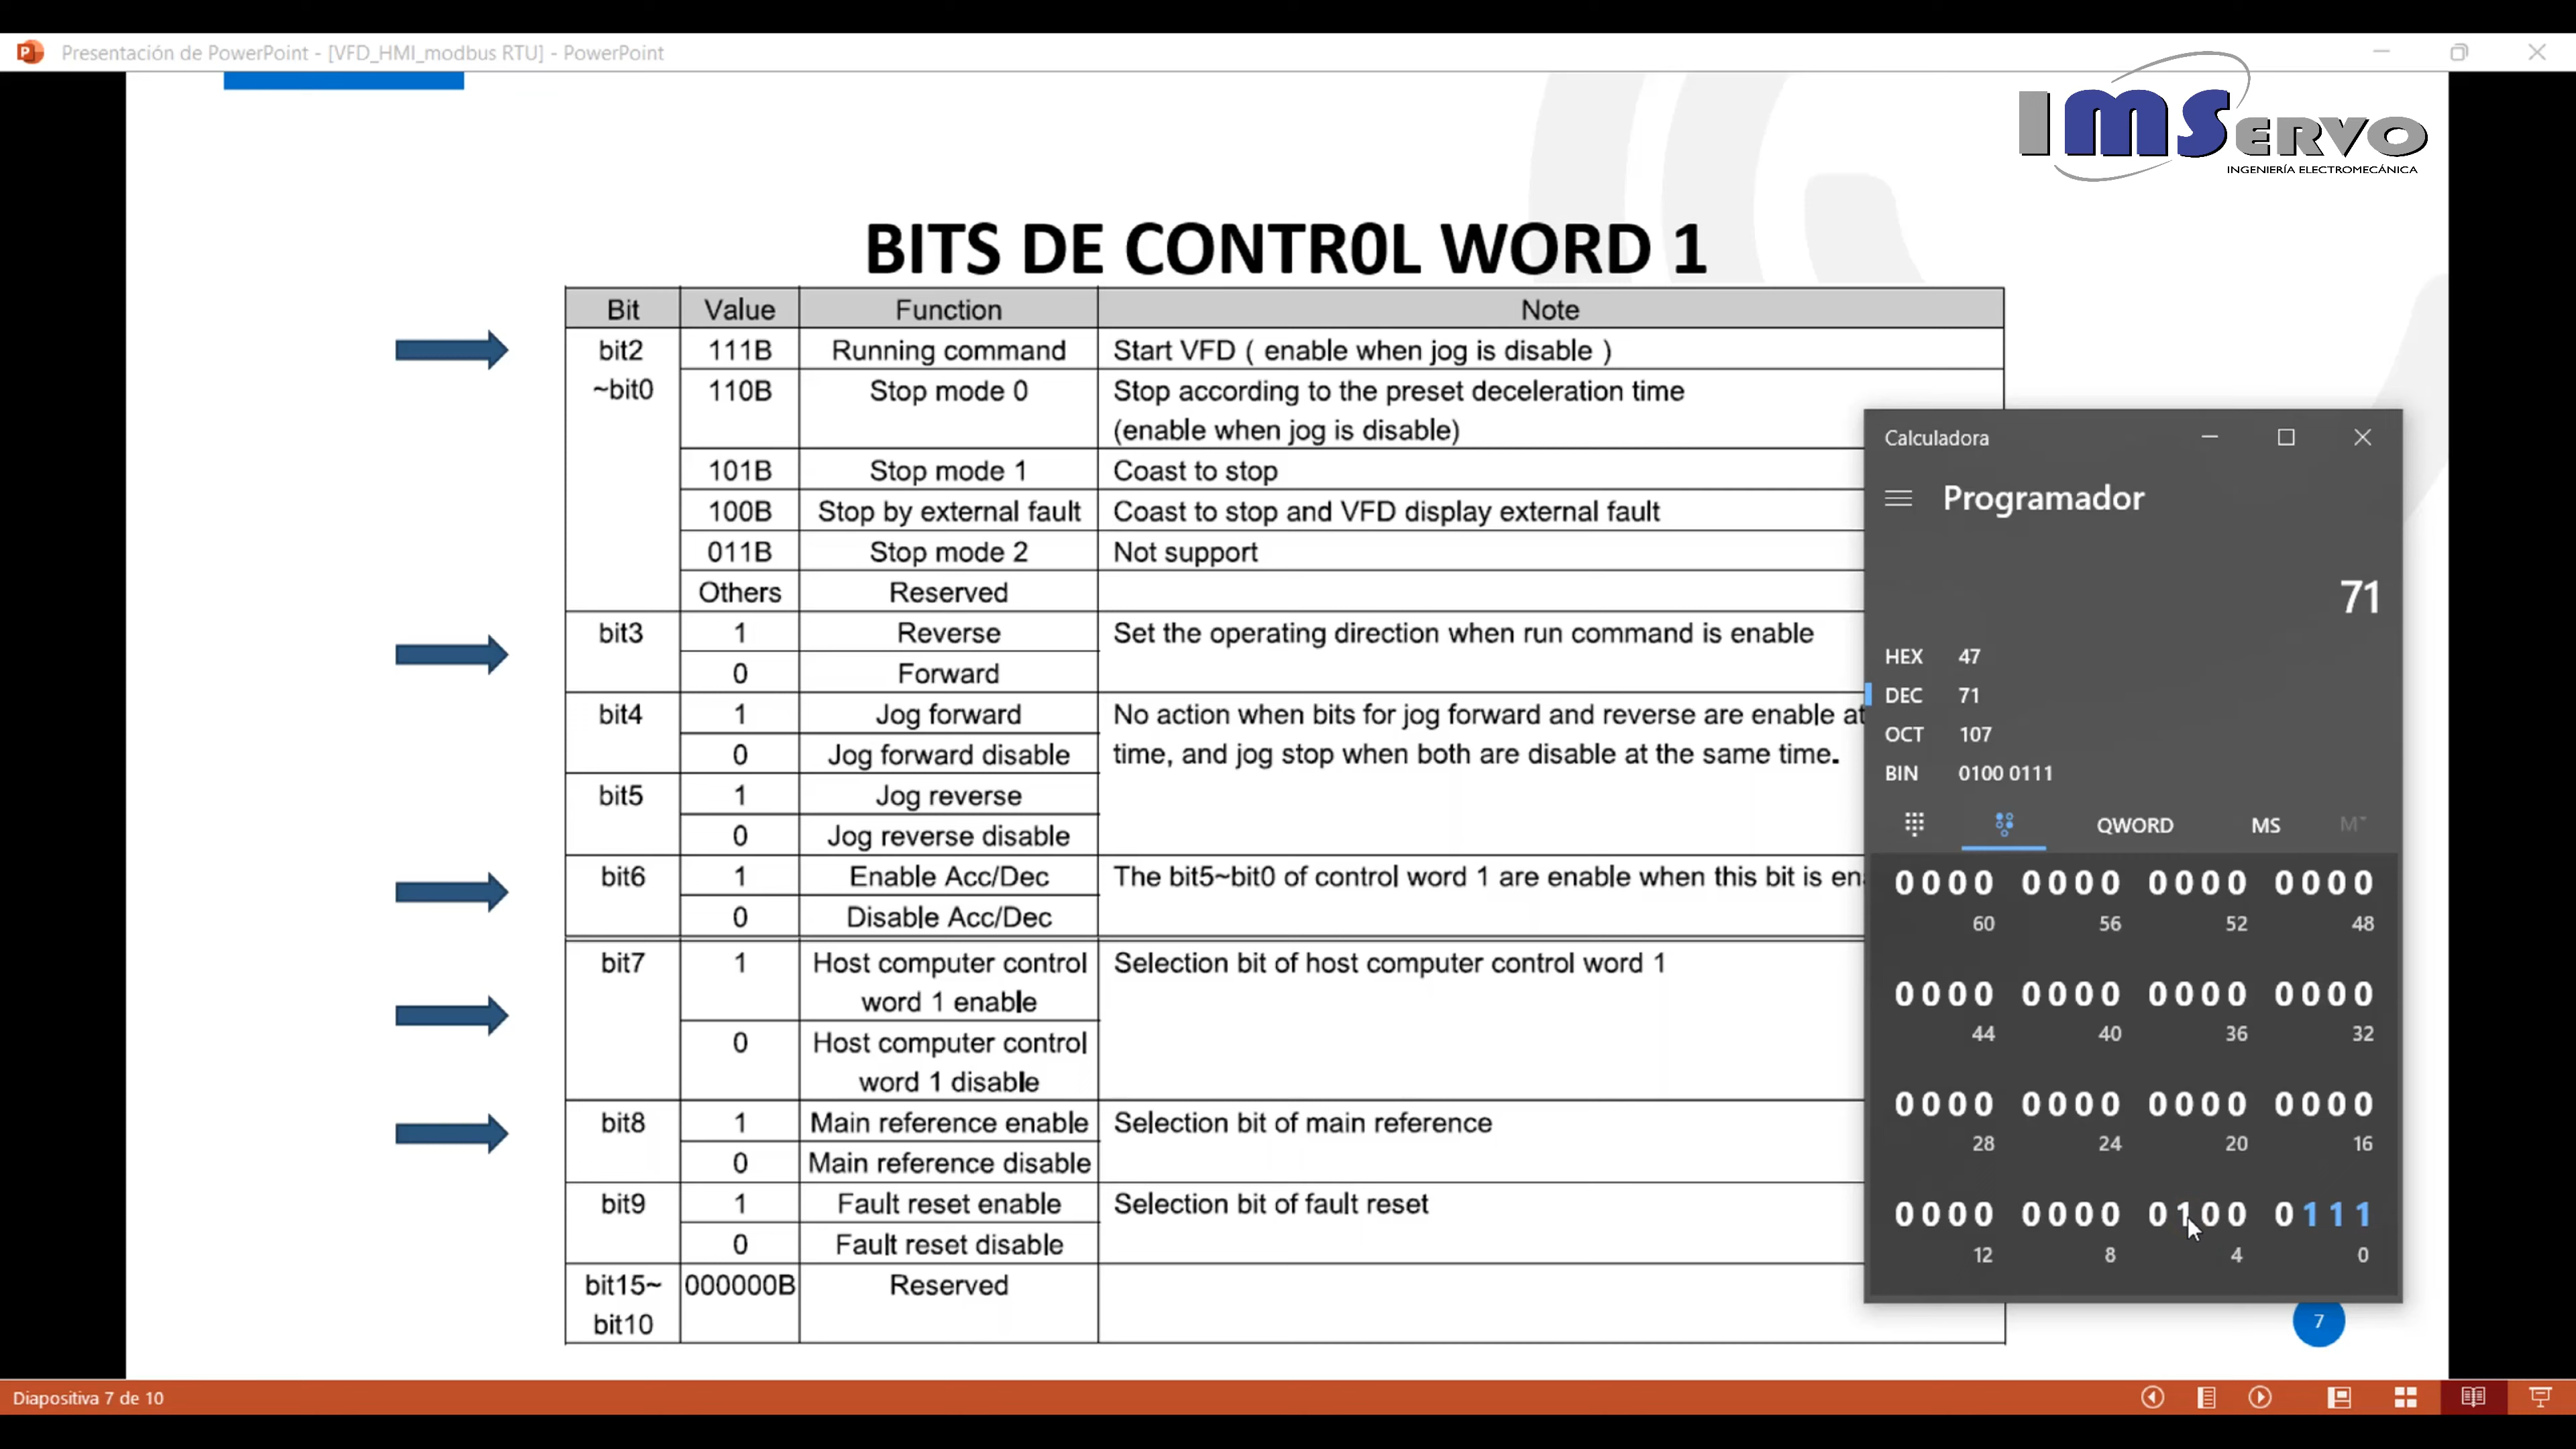 Presentación de PowerPoint - [VFD_HMI_modbus RTU] - PowerPoint
IMSERVO
INGENIERÍA ELECTROMECÁNICA
BITS DE CONTR0L WORD 1
Bit Value Function Note
bit2 111B Running command Start VFD ( enable when jog is disable )
~bit0 110B Stop mode 0 Stop according to the preset deceleration time
(enable when jog is disable)
101B Stop mode 1 Coast to stop
100B Stop by external fault Coast to stop and VFD display external fault
011B Stop mode 2 Not support
Others Reserved
bit3 1 Reverse Set the operating direction when run command is enable
0 Forward
bit4 1 Jog forward No action when bits for jog forward and reverse are enable at
0 Jog forward disable time, and jog stop when both are disable at the same time.
bit5 1 Jog reverse
0 Jog reverse disable
bit6 1 Enable Acc/Dec The bit5~bit0 of control word 1 are enable when this bit is
0 Disable Acc/Dec
bit7 1 Host computer control Selection bit of host computer control word 1
word 1 enable
0 Host computer control
word 1 disable
bit8 1 Main reference enable Selection bit of main reference
0 Main reference disable
bit9 1 Fault reset enable Selection bit of fault reset
0 Fault reset disable
bit15~ 000000B Reserved
bit10
Calculadora
Programador
71
HEX 47
DEC 71
OCT 107
BIN 0100 0111
QWORD MS M
0000 0000 0000 0000
60 56 52 48
0000 0000 0000 0000
44 40 36 32
0000 0000 0000 0000
28 24 20 16
0000 0000 0100 0111
12 8 4 0
7
Diapositiva 7 de 10